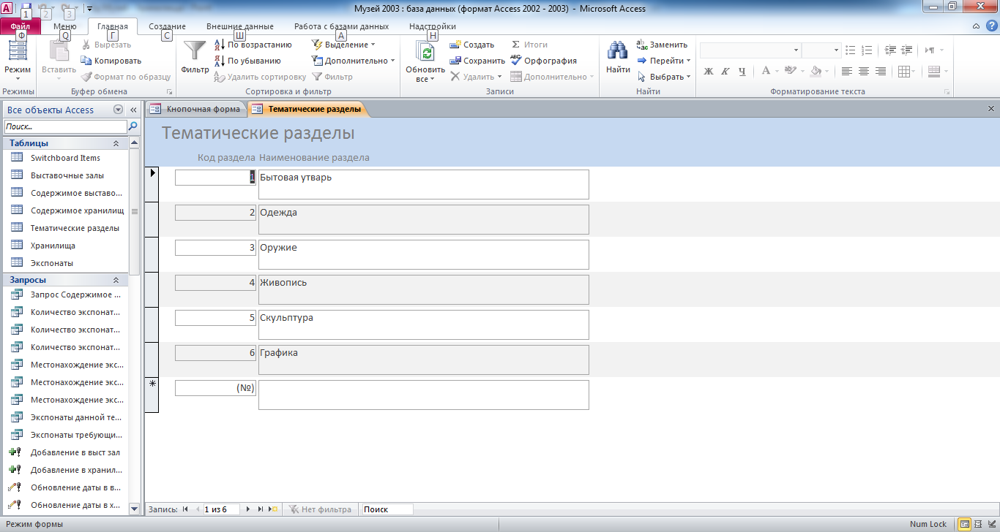 Музей 2003 : база данных (формат Access 2002 - 2003) - Microsoft Access
1 2 3
Файл Меню Главная Создание Внешние данные Работа с базами данных Надстройки
Ф Q Г С Ш А Н
Режим
Режимы
Вставить
Вырезать
Копировать
Формат по образцу
Буфер обмена
Фильтр
По возрастанию
По убыванию
Удалить сортировку
Выделение
Дополнительно
Фильтр
Сортировка и фильтр
Обновить
все
Создать
Сохранить
Удалить
Итоги
Орфография
Дополнительно
Записи
Найти
Заменить
Перейти
Выбрать
Найти
Ж К Ч
А
Форматирование текста
Все объекты Access
Поиск...
Таблицы
Switchboard Items
Выставочные залы
Содержимое выставо...
Содержимое хранилищ
Тематические разделы
Хранилища
Экспонаты
Запросы
Запрос Содержимое ...
Количество экспонат...
Количество экспонат...
Количество экспонат...
Местонахождение экс...
Местонахождение экс...
Местонахождение экс...
Экспонаты данной те...
Экспонаты требующи...
Добавление в выст зал
Добавление в хранил...
Обновление даты в в...
Обновление даты в х...
Кнопочная форма Тематические разделы
Тематические разделы
Код раздела Наименование раздела
1 Бытовая утварь
2 Одежда
3 Оружие
4 Живопись
5 Скульптура
6 Графика
(№)
Запись: 1 из 6 Нет фильтра Поиск
Режим формы Num Lock